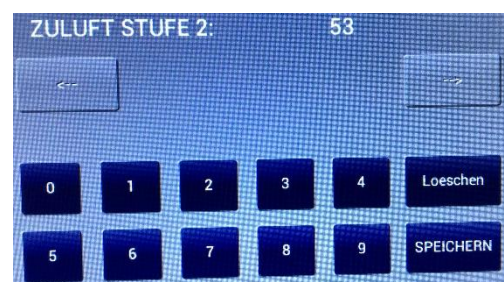 ZULUFT STUFE 2: 53
<-- -->
0 1 2 3 4 Loeschen
5 6 7 8 9 SPEICHERN